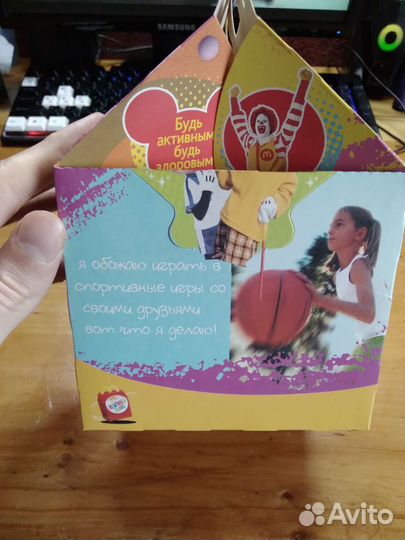 SAMSUNG
Будь
активным
будь
здоровым
я обожаю играть в
спортивные игры со
своими друзьями
вот что я делаю!
Avito